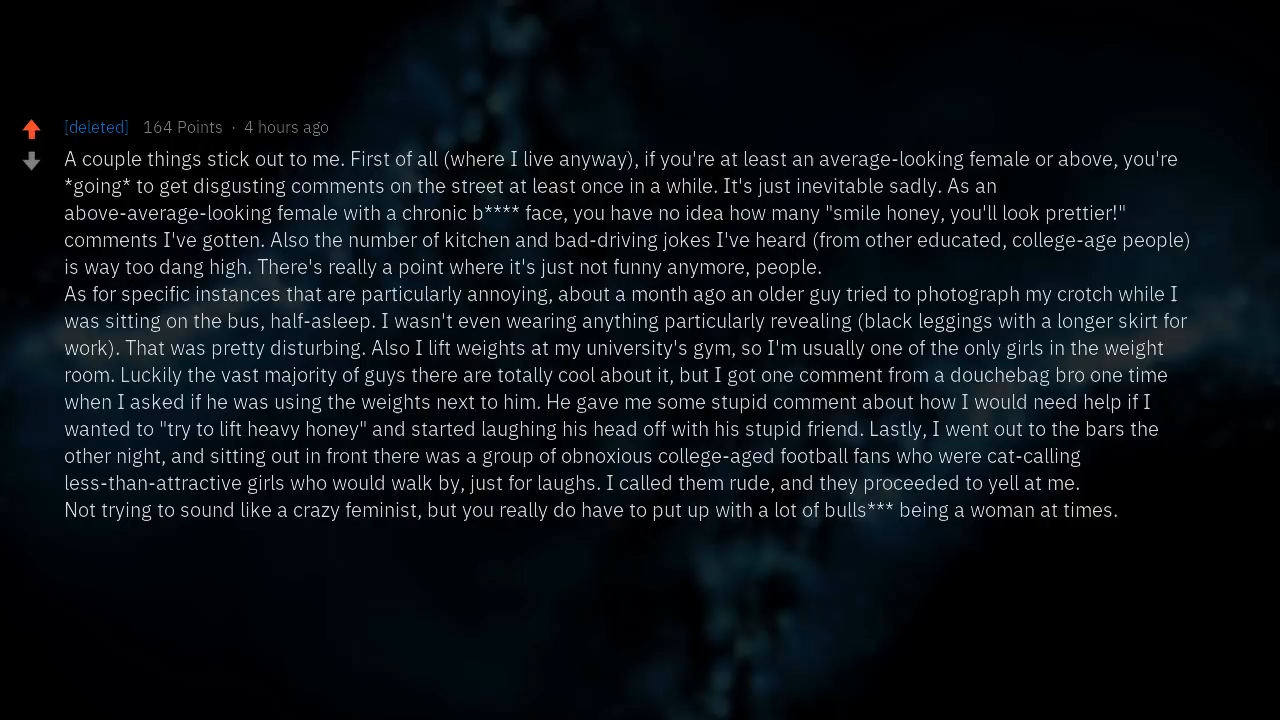 [deleted] 164 Points · 4 hours ago
A couple things stick out to me. First of all (where I live anyway), if you're at least an average-looking female or above, you're
*going* to get disgusting comments on the street at least once in a while. It's just inevitable sadly. As an
above-average-looking female with a chronic b**** face, you have no idea how many "smile honey, you'll look prettier!"
comments I've gotten. Also the number of kitchen and bad-driving jokes I've heard (from other educated, college-age people)
is way too dang high. There's really a point where it's just not funny anymore, people.
As for specific instances that are particularly annoying, about a month ago an older guy tried to photograph my crotch while I
was sitting on the bus, half-asleep. I wasn't even wearing anything particularly revealing (black leggings with a longer skirt for
work). That was pretty disturbing. Also I lift weights at my university's gym, so I'm usually one of the only girls in the weight
room. Luckily the vast majority of guys there are totally cool about it, but I got one comment from a douchebag bro one time
when I asked if he was using the weights next to him. He gave me some stupid comment about how I would need help if I
wanted to "try to lift heavy honey" and started laughing his head off with his stupid friend. Lastly, I went out to the bars the
other night, and sitting out in front there was a group of obnoxious college-aged football fans who were cat-calling
less-than-attractive girls who would walk by, just for laughs. I called them rude, and they proceeded to yell at me.
Not trying to sound like a crazy feminist, but you really do have to put up with a lot of bulls*** being a woman at times.